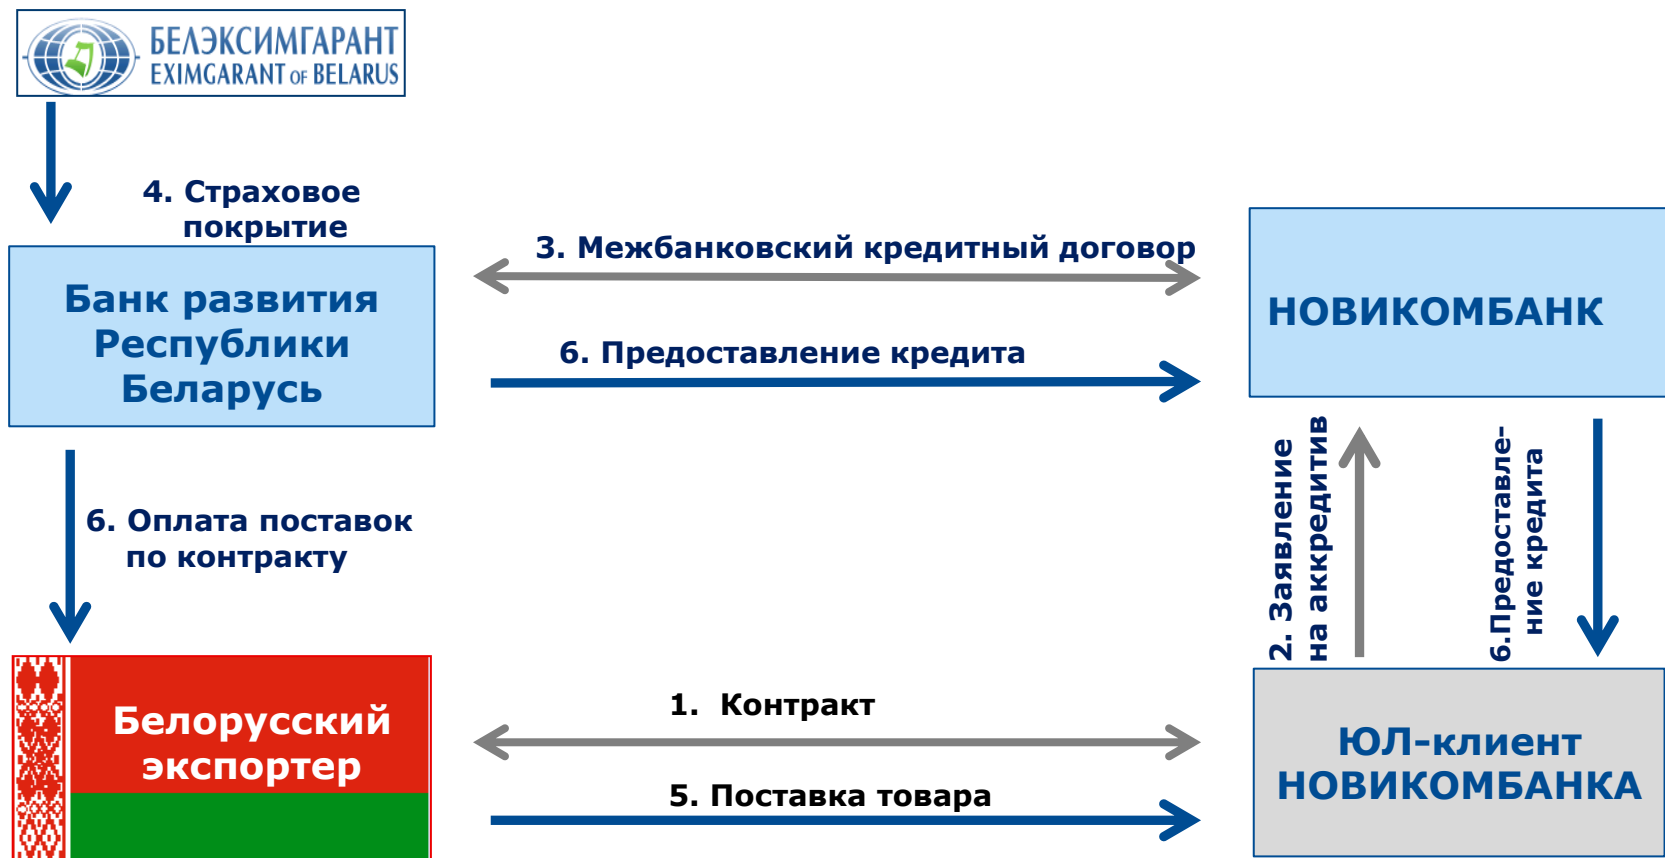 БЕЛЭКСИМГАРАНТ
EXIMGARANT OF BELARUS
4. Страховое
покрытие
3. Межбанковский кредитный договор
Банк развития
Республики
Беларусь
НОВИКОМБАНК
6. Предоставление кредита
6. Оплата поставок
по контракту
2. Заявление
на аккредитив
6.Предоставле-
ние кредита
Белорусский
экспортер
1. Контракт
5. Поставка товара
ЮЛ-клиент
НОВИКОМБАНКА